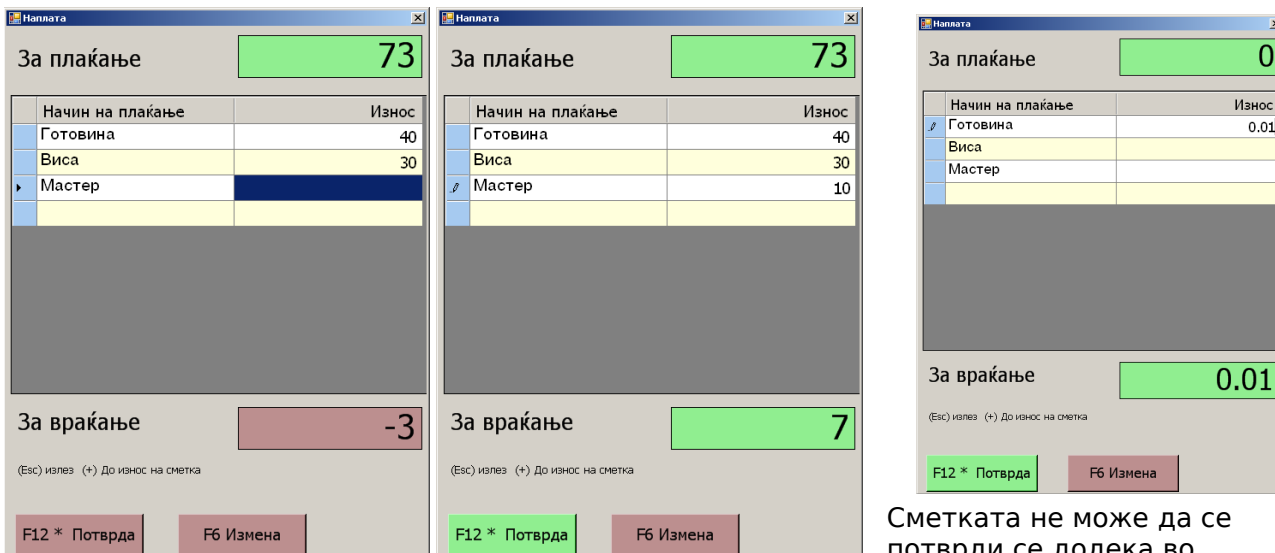 Наплата
За плаќање 73
Начин на плаќање Износ
Готовина 40
Виса 30
Мастер
За враќање -3
(Esc) излез (+) До износ на сметка
F12 * Потврда F6 Измена
Наплата
За плаќање 73
Начин на плаќање Износ
Готовина 40
Виса 30
Мастер 10
За враќање 7
(Esc) излез (+) До износ на сметка
F12 * Потврда F6 Измена
Наплата
За плаќање 0
Начин на плаќање Износ
Готовина 0.01
Виса
Мастер
За враќање 0.01
(Esc) излез (+) До износ на сметка
F12 * Потврда F6 Измена
Сметката не може да се
потврди се додека во